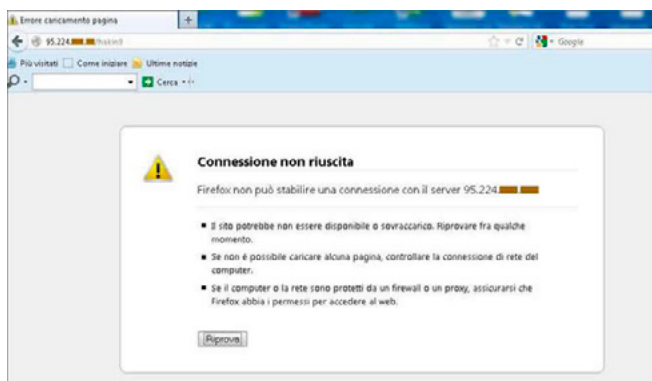 Errore caricamento pagina
+
95.224. /hakin9
Google
Più visitati Come iniziare Ultime notizie
Cerca
Connessione non riuscita
Firefox non può stabilire una connessione con il server 95.224.
Il sito potrebbe non essere disponibile o sovraccarico. Riprovare fra qualche
momento.
Se non è possibile caricare alcuna pagina, controllare la connessione di rete del
computer.
Se il computer o la rete sono protetti da un firewall o un proxy, assicurarsi che
Firefox abbia i permessi per accedere al web.
Riprova